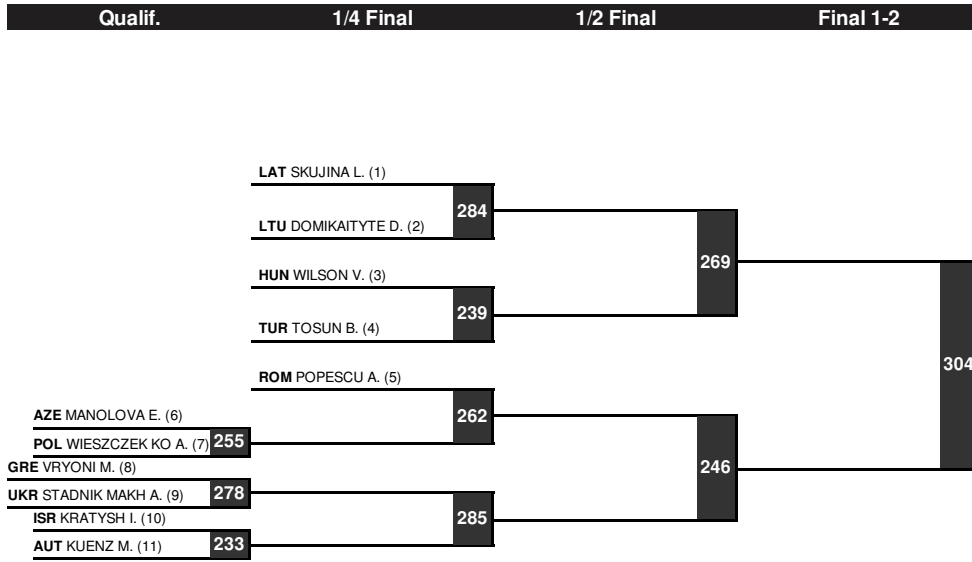 Qualif. 1/4 Final 1/2 Final Final 1-2
LAT SKUJINA L. (1)
284
LTU DOMIKAITYTE D. (2)
269
HUN WILSON V. (3)
239
TUR TOSUN B. (4)
304
ROM POPESCU A. (5)
262
AZE MANOLOVA E. (6)
POL WIESZCZEK KO A. (7) 255
GRE VRYONI M. (8)
246
UKR STADNIK MAKH A. (9) 278
ISR KRATYSH I. (10)
285
AUT KUENZ M. (11) 233